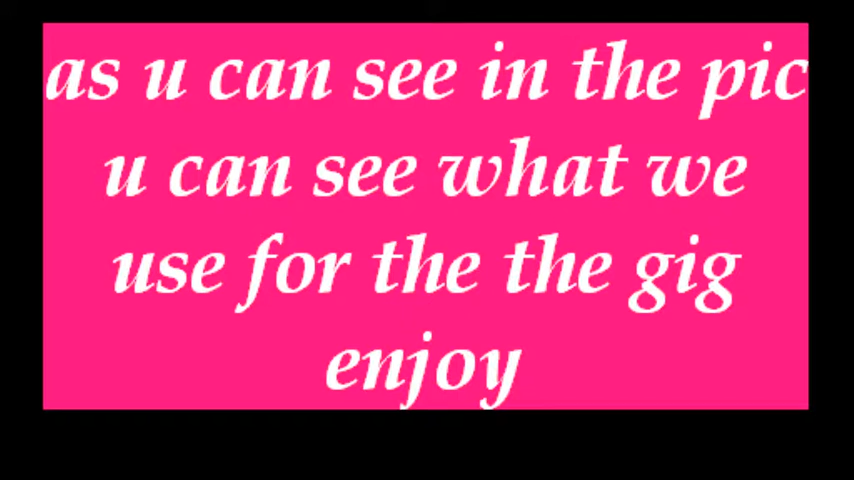 as u can see in the pic
u can see what we
use for the the gig
enjoy